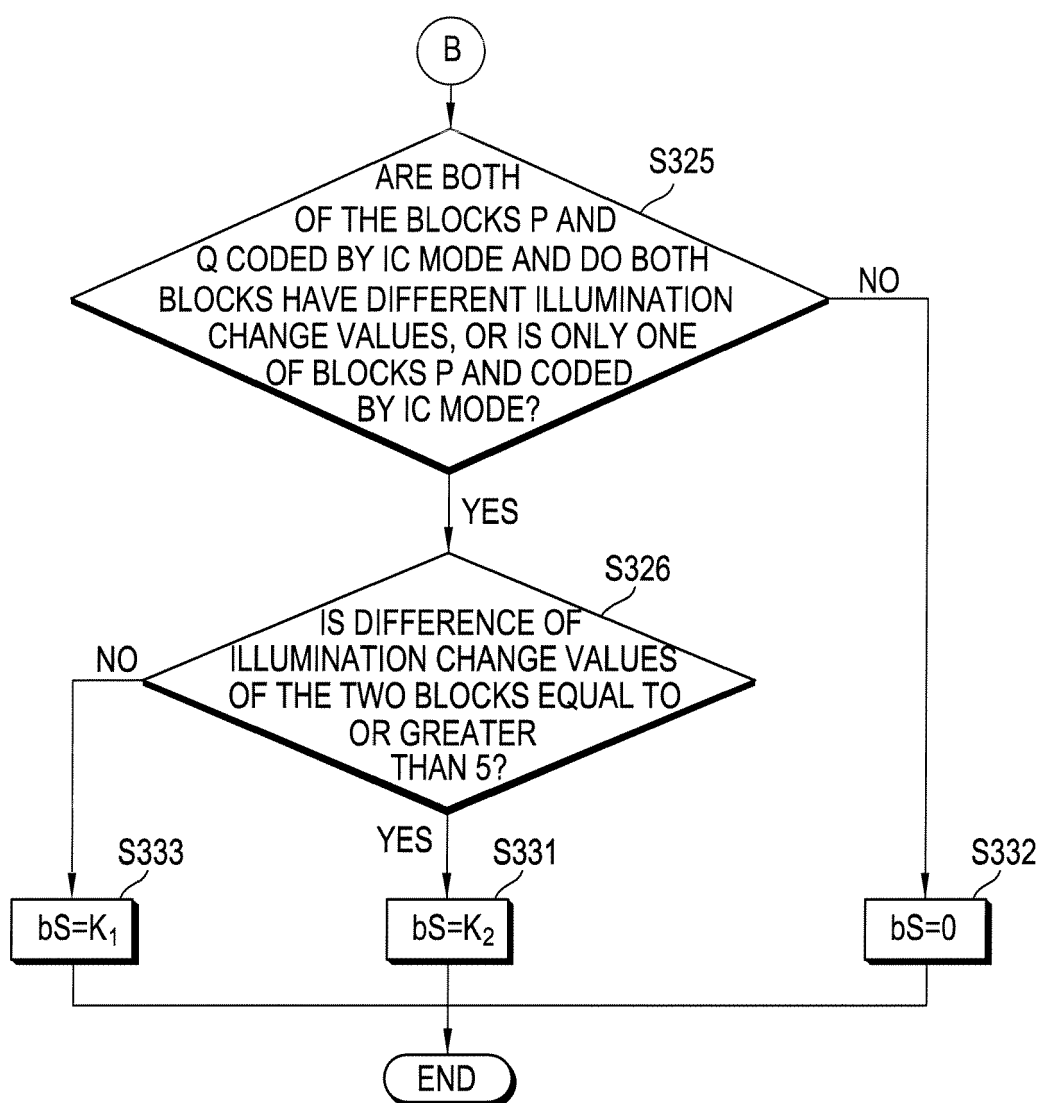 B
S325
ARE BOTH
OF THE BLOCKS P AND
Q CODED BY IC MODE AND DO BOTH
BLOCKS HAVE DIFFERENT ILLUMINATION
CHANGE VALUES, OR IS ONLY ONE
OF BLOCKS P AND CODED
BY IC MODE?
NO
YES
S326
IS DIFFERENCE OF
ILLUMINATION CHANGE VALUES
OF THE TWO BLOCKS EQUAL TO
OR GREATER
THAN 5?
NO
YES
S333
bS=K₁
S331
bS=K₂
S332
bS=0
END